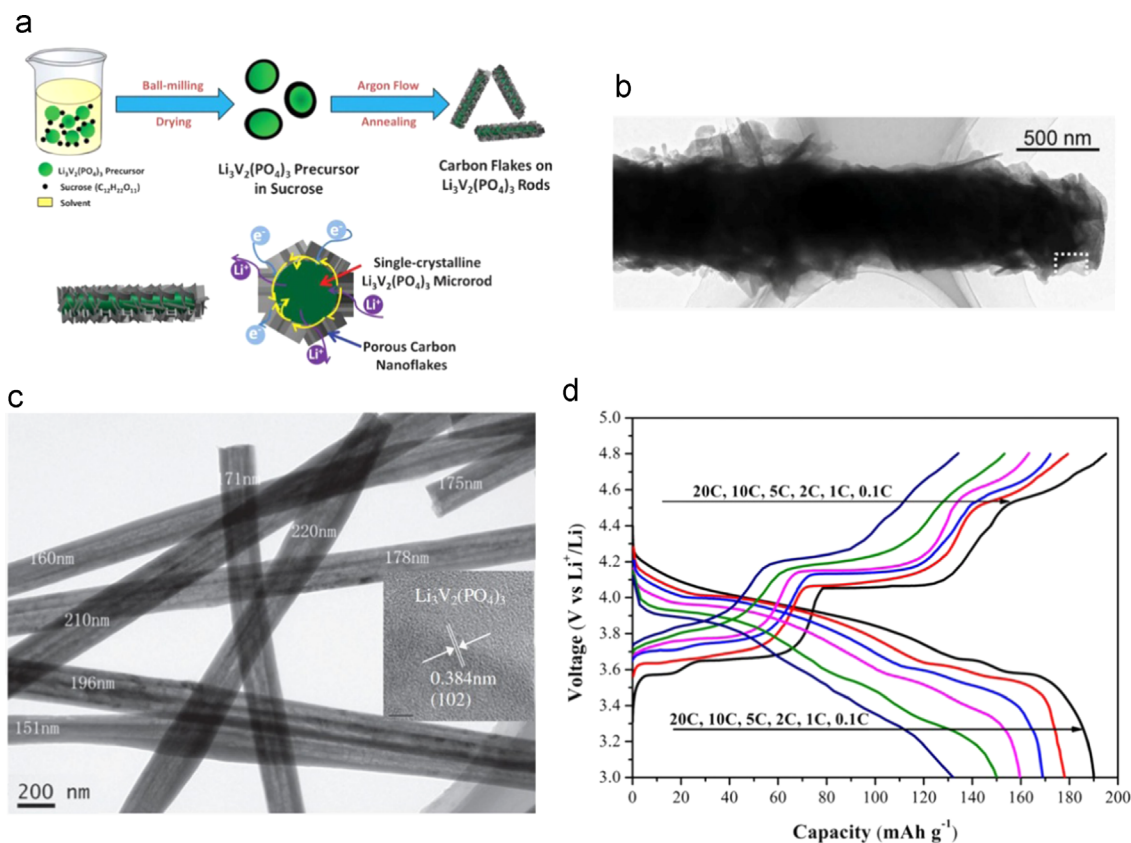 a
Ball-milling
Drying
Argon Flow
Annealing
Li₃V₂(PO₄)₃ Precursor
Sucrose (C₁₂H₂₂O₁₁)
Solvent
Li₃V₂(PO₄)₃ Precursor
in Sucrose
Carbon Flakes on
Li₃V₂(PO₄)₃ Rods
e⁻
e⁻
Li⁺
Single-crystalline
Li₃V₂(PO₄)₃ Microrod
Li⁺
e⁻
Li⁺
Porous Carbon
Nanoflakes
b
500 nm
c
171nm
175nm
220nm
160nm
178nm
210nm
196nm
151nm
Li₃V₂(PO₄)₃
0.384nm
(102)
200 nm
d
5.0
4.8
4.6
4.4
4.2
4.0
3.8
3.6
3.4
3.2
3.0
Voltage (V vs Li⁺/Li)
20C, 10C, 5C, 2C, 1C, 0.1C
20C, 10C, 5C, 2C, 1C, 0.1C
0 20 40 60 80 100 120 140 160 180 200
Capacity (mAh g⁻¹)